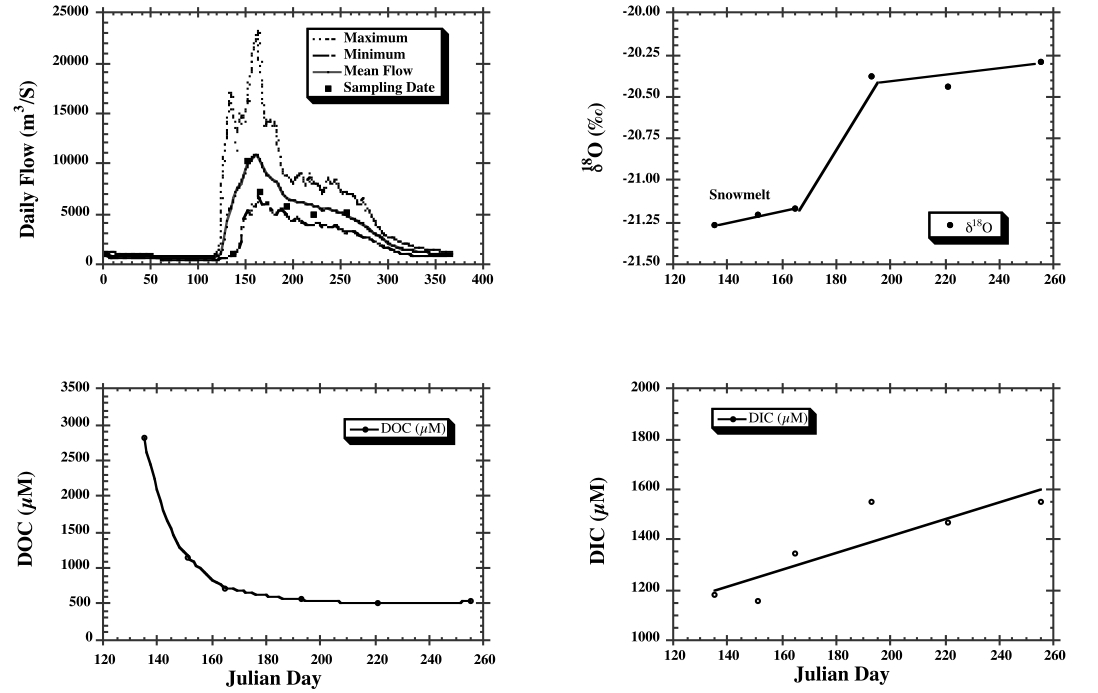 25000
20000
15000
10000
5000
0
Daily Flow (m³/S)
Maximum
Minimum
Mean Flow
Sampling Date
0 50 100 150 200 250 300 350 400
-20.00
-20.25
-20.50
-20.75
-21.00
-21.25
-21.50
δ¹⁸O (‰)
Snowmelt
δ¹⁸O
120 140 160 180 200 220 240 260
3500
3000
2500
2000
1500
1000
500
0
DOC (µM)
DOC (µM)
120 140 160 180 200 220 240 260
Julian Day
2000
1800
1600
1400
1200
1000
DIC (µM)
DIC (µM)
120 140 160 180 200 220 240 260
Julian Day